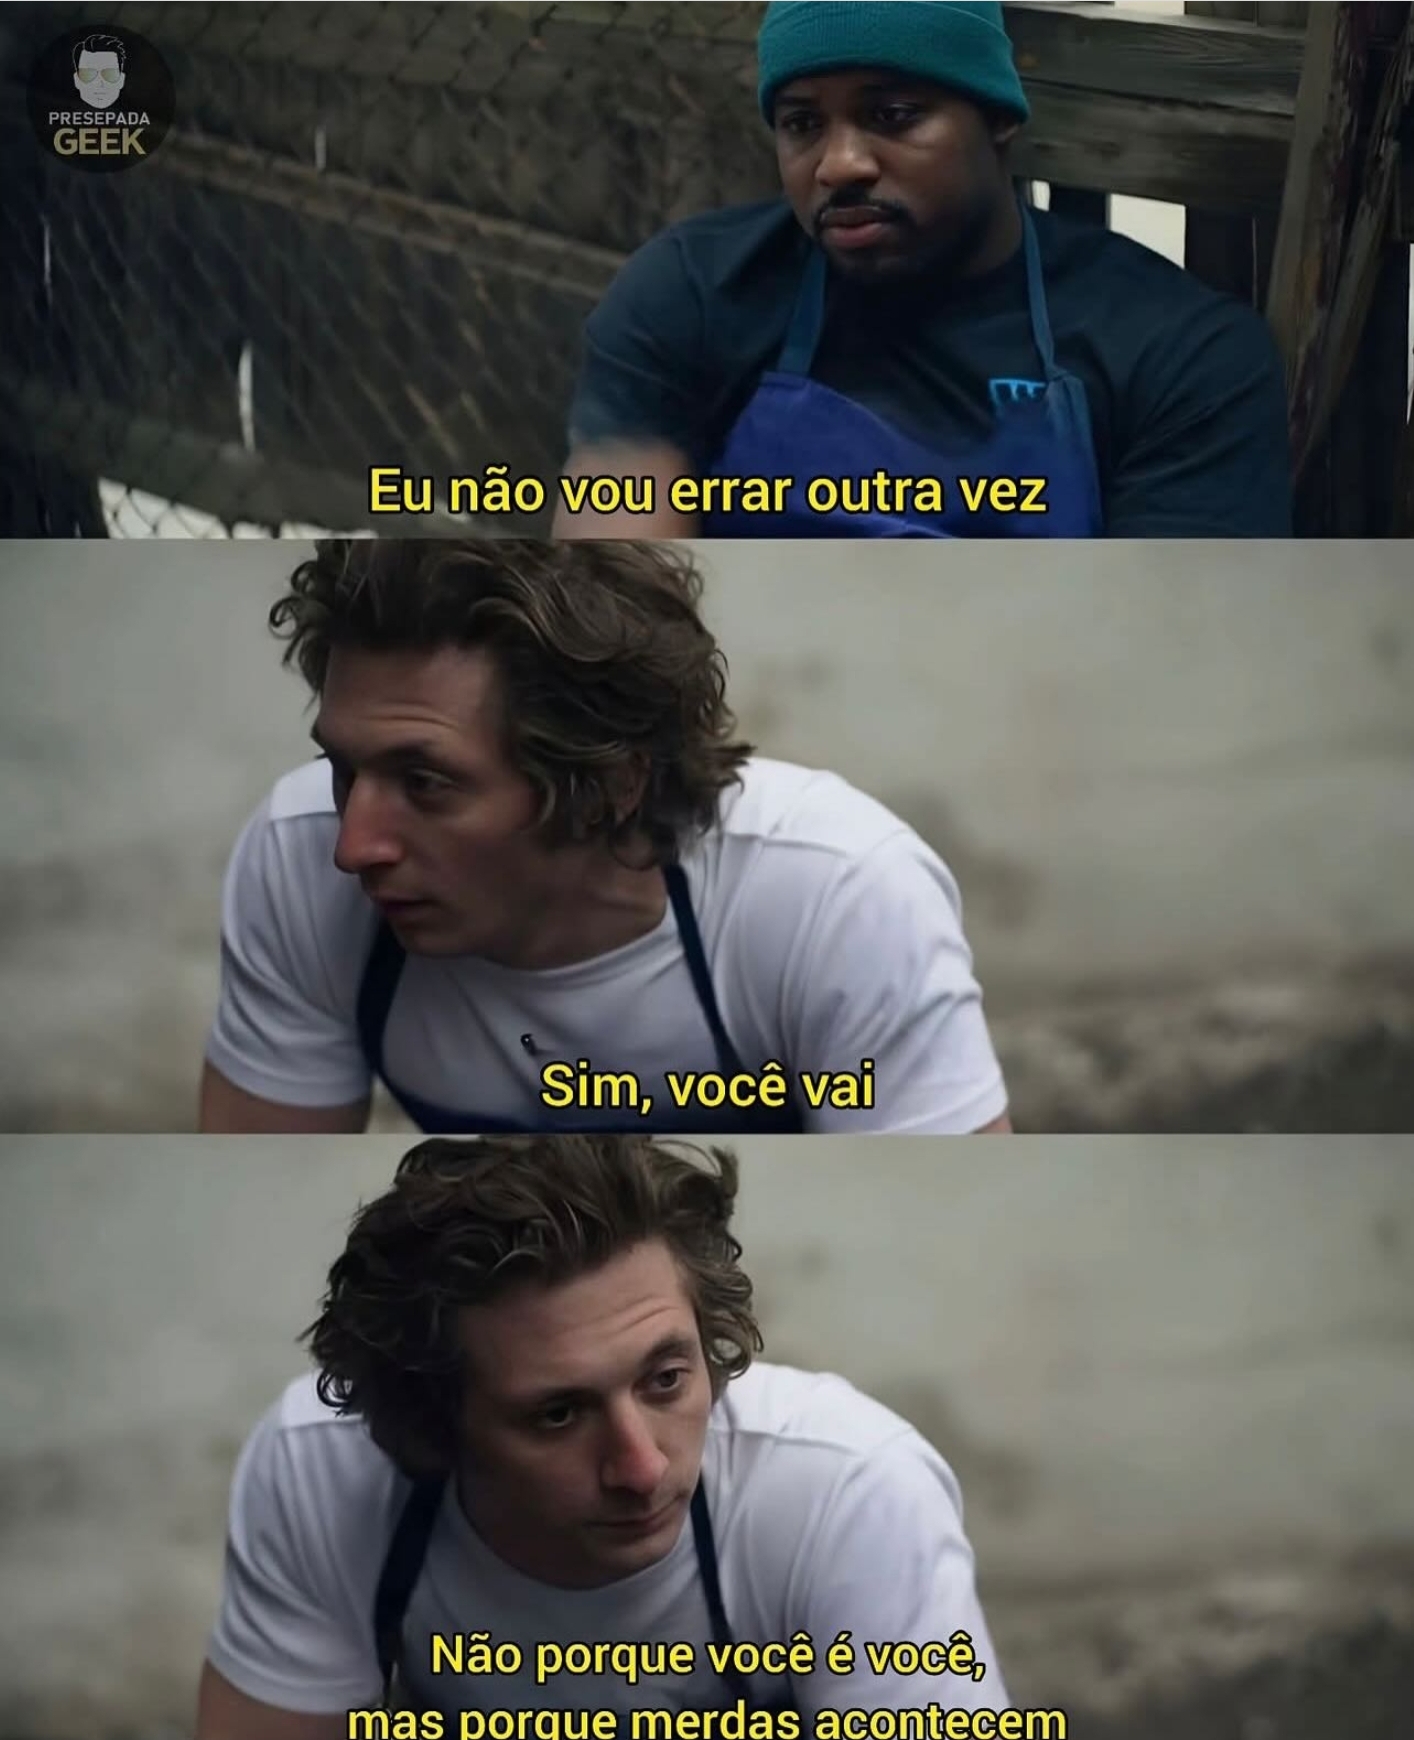 PRESEPADA
GEEK
Eu não vou errar outra vez
Sim, você vai
Não porque você é você,
mas porque merdas acontecem